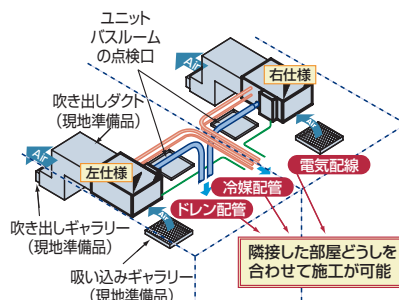 ユニット
バスルーム
の点検口
Air
右仕様
吹き出しダクト
(現地準備品)
Air
Air
左仕様
電気配線
冷媒配管
Air
ドレン配管
吹き出しギャラリー
(現地準備品)
隣接した部屋どうしを
合わせて施工が可能
吸い込みギャラリー
(現地準備品)